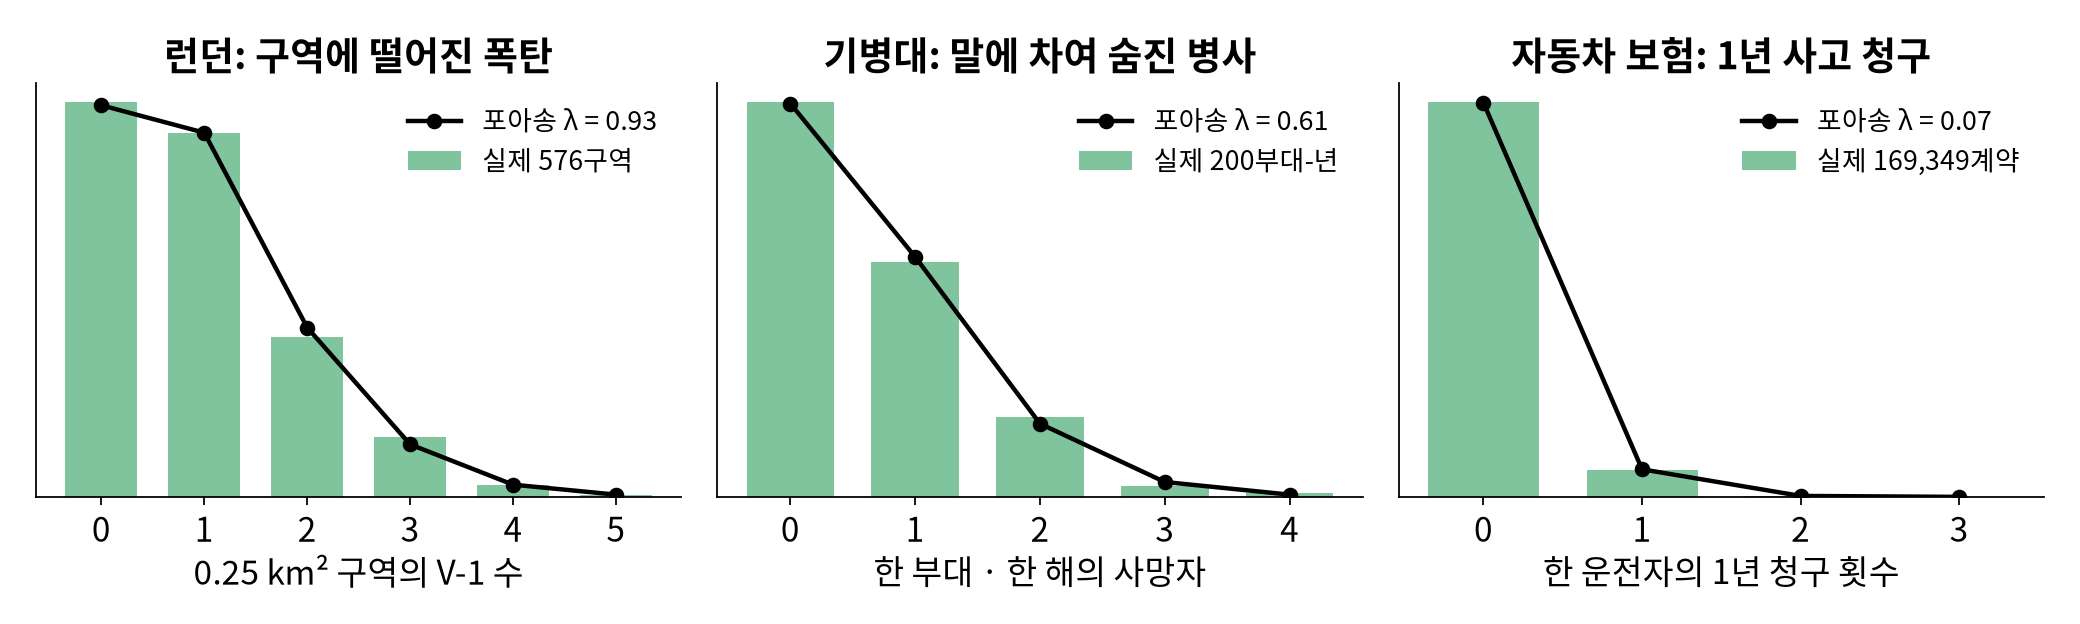 런던: 구역에 떨어진 폭탄
포아송 λ = 0.93
실제 576구역
0 1 2 3 4 5
0.25 km² 구역의 V-1 수
기병대: 말에 차여 숨진 병사
포아송 λ = 0.61
실제 200부대-년
0 1 2 3 4
한 부대 · 한 해의 사망자
자동차 보험: 1년 사고 청구
포아송 λ = 0.07
실제 169,349계약
0 1 2 3
한 운전자의 1년 청구 횟수